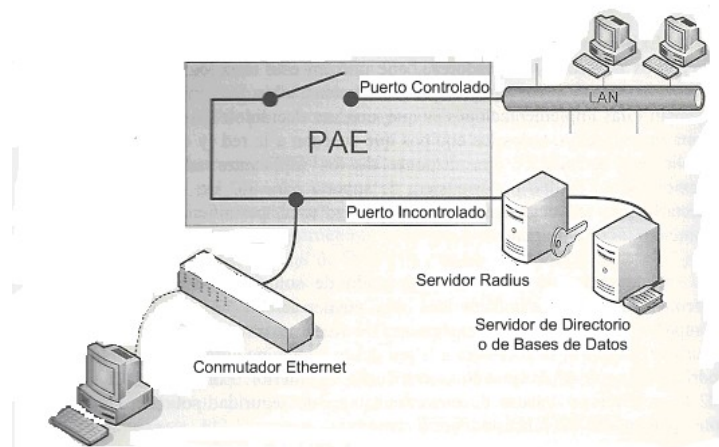 Puerto Controlado
LAN
PAE
Puerto Incontrolado
Servidor Radius
Servidor de Directorio
o de Bases de Datos
Conmutador Ethernet